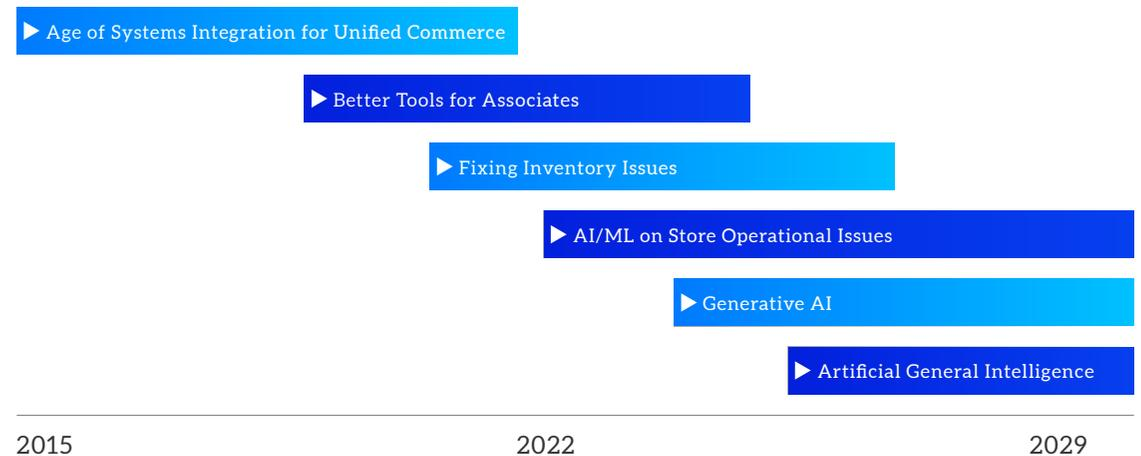 Age of Systems Integration for Unified Commerce
Better Tools for Associates
Fixing Inventory Issues
AI/ML on Store Operational Issues
Generative AI
Artificial General Intelligence
2015 2022 2029